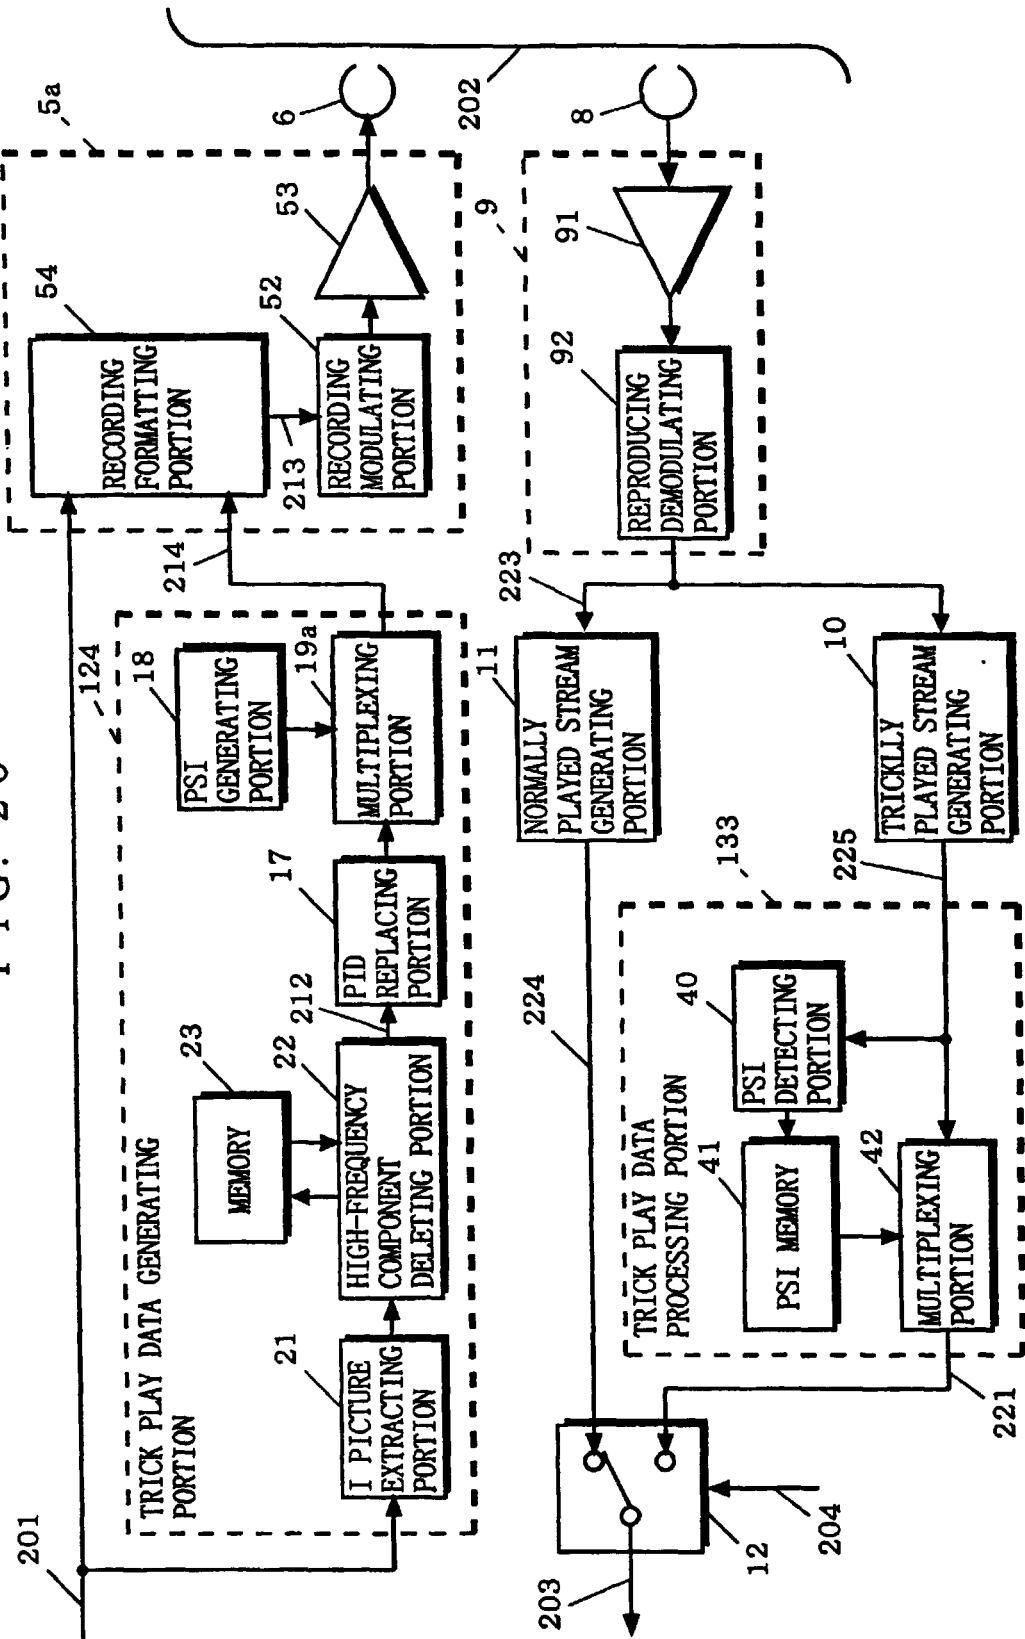 201
124
TRICK PLAY DATA GENERATING
PORTION
21
I PICTURE
EXTRACTING
PORTION
23
MEMORY
22
HIGH-FREQUENCY
COMPONENT
DELETING PORTION
212
17
PID
REPLACING
PORTION
18
PSI
GENERATING
PORTION
19a
MULTIPLEXING
PORTION
214
5a
54
RECORDING
FORMATTING
PORTION
213
52
RECORDING
MODULATING
PORTION
53
6
202
8
9
91
92
REPRODUCING
DEMODULATING
PORTION
223
11
NORMALLY
PLAYED STREAM
GENERATING
PORTION
10
TRICKLY
PLAYED STREAM
GENERATING
PORTION
224
225
133
TRICK PLAY DATA
PROCESSING PORTION
40
PSI
DETECTING
PORTION
41
PSI MEMORY
42
MULTIPLEXING
PORTION
221
12
204
203